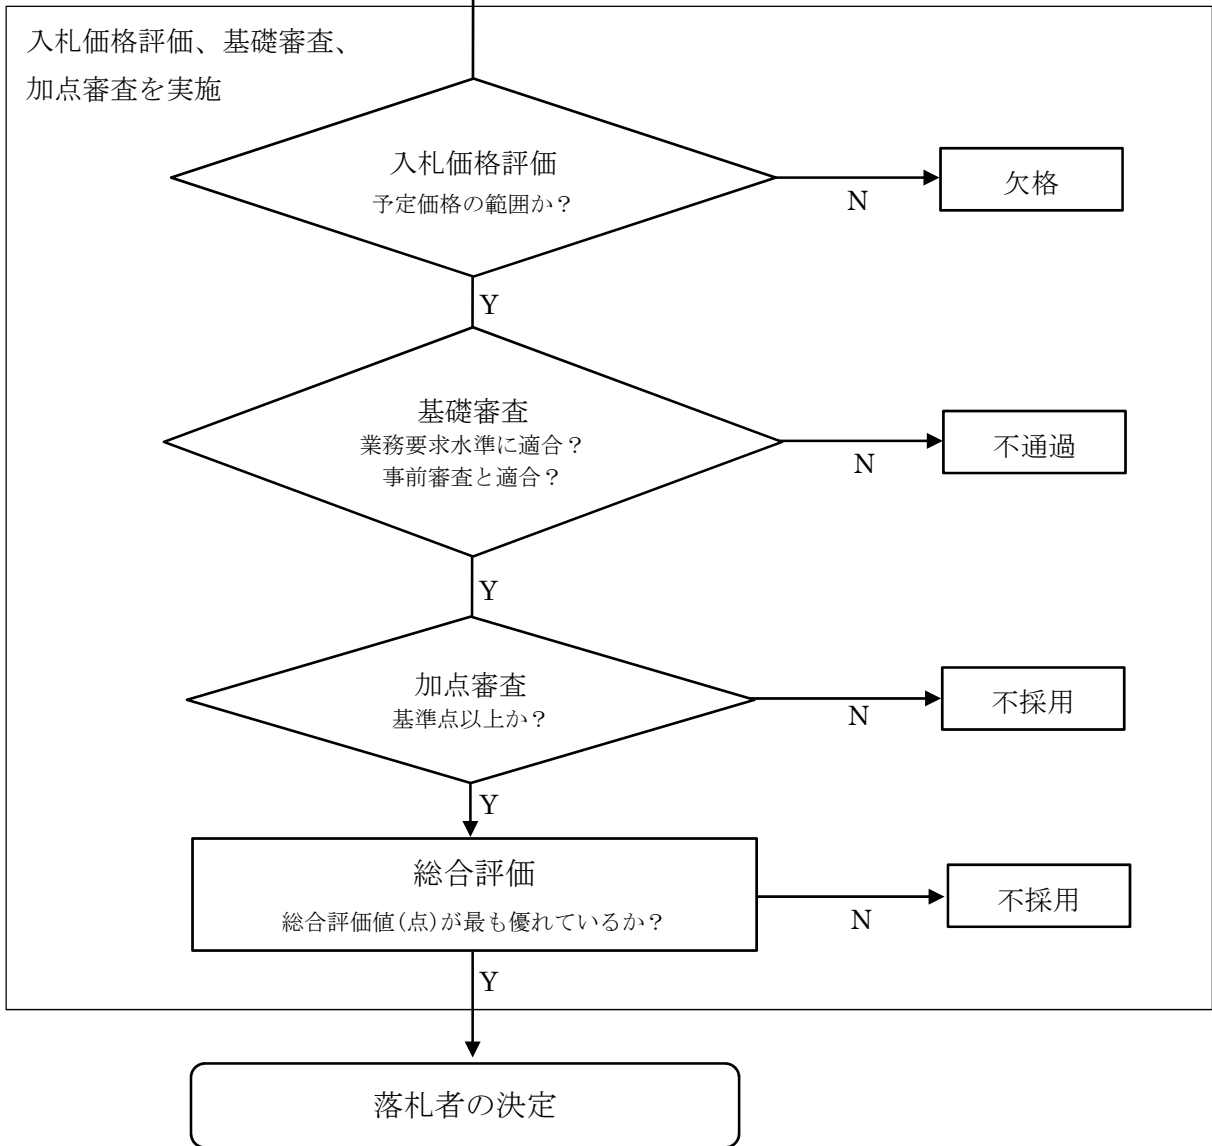 入札価格評価、基礎審査、
加点審査を実施
入札価格評価
予定価格の範囲か？
N
欠格
Y
基礎審査
業務要求水準に適合？
事前審査と適合？
N
不通過
Y
加点審査
基準点以上か？
N
不採用
Y
総合評価
総合評価値(点)が最も優れているか？
N
不採用
Y
落札者の決定